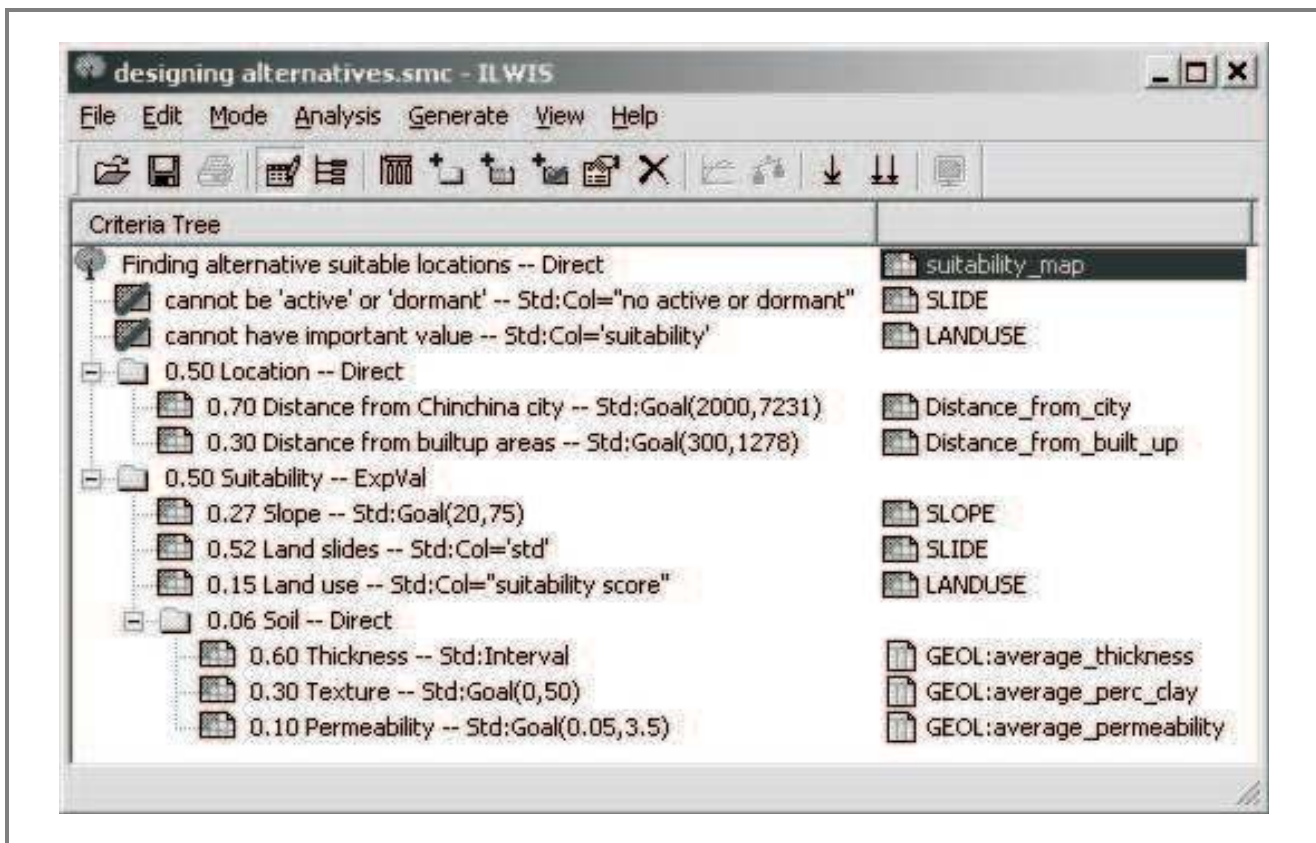 designing alternatives.smc - ILWIS
File Edit Mode Analysis Generate View Help
Criteria Tree
Finding alternative suitable locations -- Direct suitability_map
cannot be 'active' or 'dormant' -- Std:Col="no active or dormant" SLIDE
cannot have important value -- Std:Col='suitability' LANDUSE
0.50 Location -- Direct
0.70 Distance from Chinchina city -- Std:Goal(2000,7231) Distance_from_city
0.30 Distance from builtup areas -- Std:Goal(300,1278) Distance_from_built_up
0.50 Suitability -- ExpVal
0.27 Slope -- Std:Goal(20,75) SLOPE
0.52 Land slides -- Std:Col='std' SLIDE
0.15 Land use -- Std:Col="suitability score" LANDUSE
0.06 Soil -- Direct
0.60 Thickness -- Std:Interval GEOL:average_thickness
0.30 Texture -- Std:Goal(0,50) GEOL:average_perc_clay
0.10 Permeability -- Std:Goal(0.05,3.5) GEOL:average_permeability